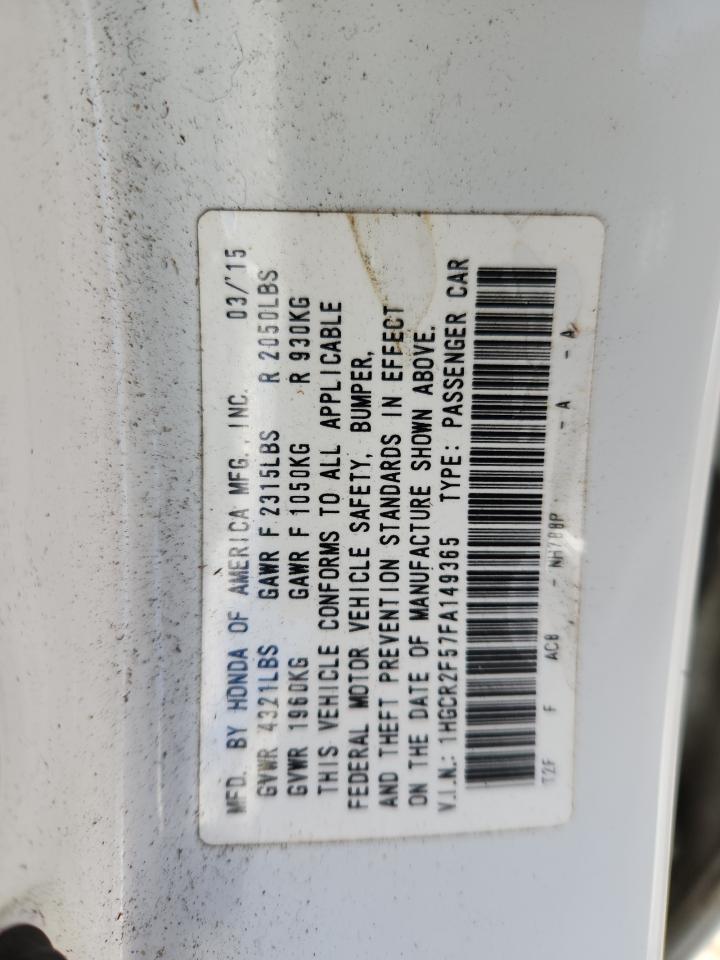 MFD. BY HONDA OF AMERICA MFG., INC. 03/'15
GVWR 4321LBS GAWR F 2315LBS R 2050LBS
GVWR 1960KG GAWR F 1050KG R 930KG
THIS VEHICLE CONFORMS TO ALL APPLICABLE
FEDERAL MOTOR VEHICLE SAFETY, BUMPER,
AND THEFT PREVENTION STANDARDS IN EFFECT
ON THE DATE OF MANUFACTURE SHOWN ABOVE.
V.I.N.: 1HGCR2F57FA149365 TYPE: PASSENGER CAR
T2F F AC8 - NH788P - A - A